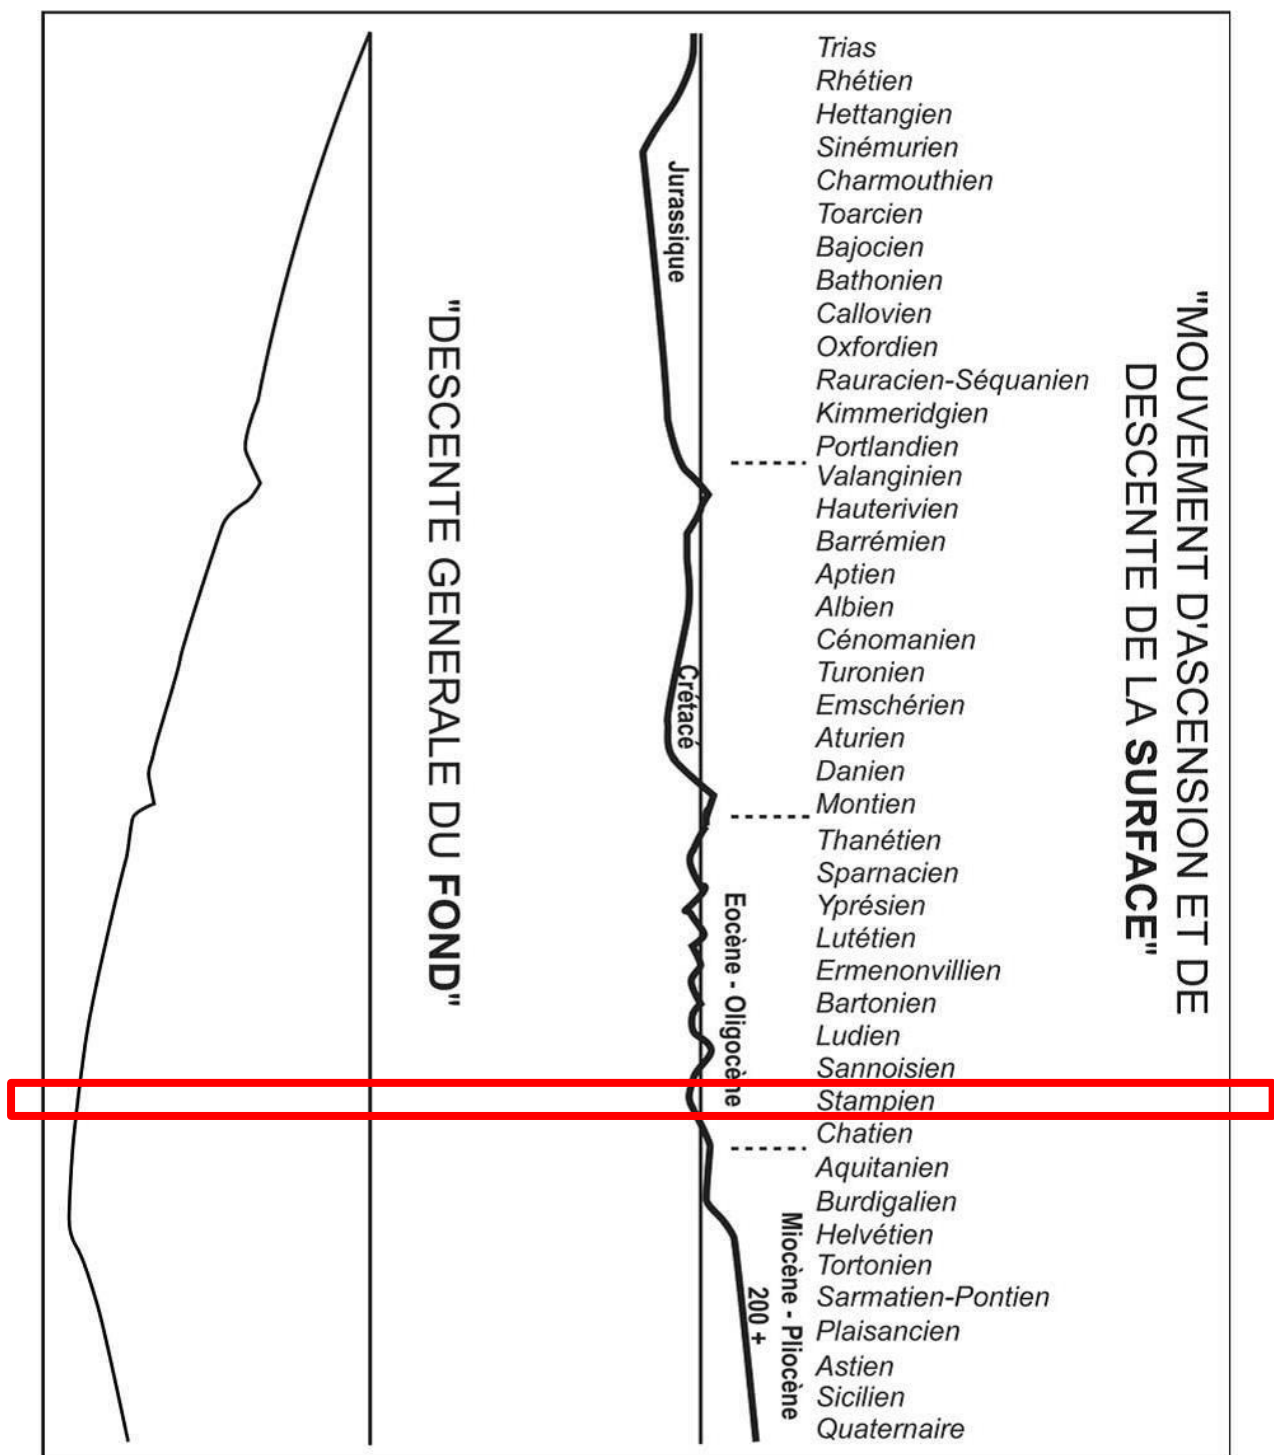 Trias
Rhétien
Hettangien
Sinémurien
Charmouthien
Toarcien
Bajocien
Bathonien
Callovien
Oxfordien
Rauracien-Séquanien
Kimmeridgien
Portlandien
Valanginien
Hauterivien
Barrémien
Aptien
Albien
Cénomanien
Turonien
Emschérien
Aturien
Danien
Montien
Thanétien
Sparnacien
Yprésien
Lutétien
Ermenonvillien
Bartonien
Ludien
Sannoisien
Stampien
Chatien
Aquitanien
Burdigalien
Helvétien
Tortonien
Sarmatien-Pontien
Plaisancien
Astien
Sicilien
Quaternaire
"MOUVEMENT D'ASCENSION ET DE
DESCENTE DE LA SURFACE"
Jurassique
Crétacé
Eocène - Oligocène
Miocène - Pliocène
200 +
"DESCENTE GENERALE DU FOND"